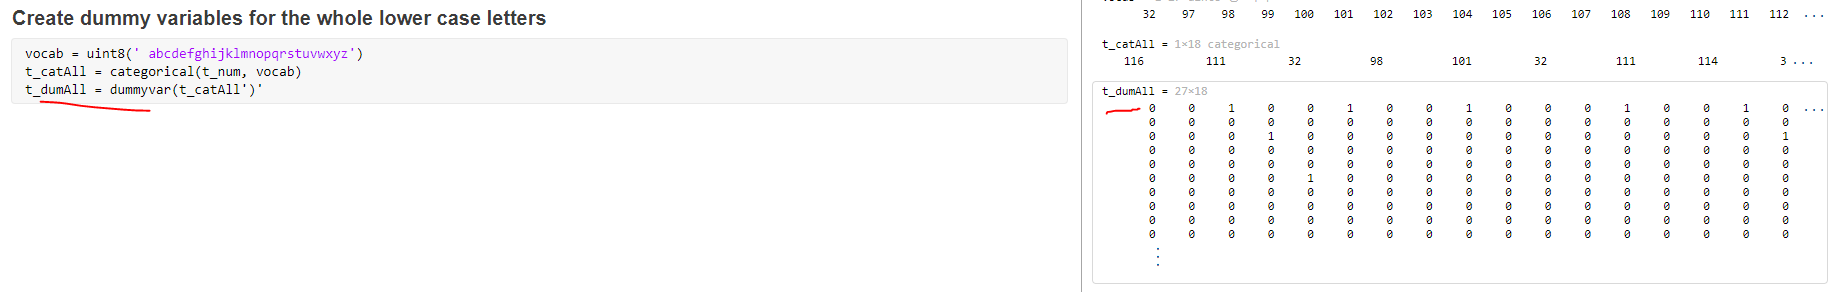 Create dummy variables for the whole lower case letters
vocab = uint8(' abcdefghijklmnopqrstuvwxyz')
t_catAll = categorical(t_num, vocab)
t_dumAll = dummyvar(t_catAll')'
32 97 98 99 100 101 102 103 104 105 106 107 108 109 110 111 112 ...
t_catAll = 1×18 categorical
116 111 32 98 101 32 111 114 3 ...
t_dumAll = 27×18
0 0 1 0 0 1 0 0 1 0 0 0 1 0 0 1 0 ...
0 0 0 0 0 0 0 0 0 0 0 0 0 0 0 0 0
0 0 0 1 0 0 0 0 0 0 0 0 0 0 0 0 1
0 0 0 0 0 0 0 0 0 0 0 0 0 0 0 0 0
0 0 0 0 0 0 0 0 0 0 0 0 0 0 0 0 0
0 0 0 0 1 0 0 0 0 0 0 0 0 0 0 0 0
0 0 0 0 0 0 0 0 0 0 0 0 0 0 0 0 0
0 0 0 0 0 0 0 0 0 0 0 0 0 0 0 0 0
0 0 0 0 0 0 0 0 0 0 0 0 0 0 0 0 0
0 0 0 0 0 0 0 0 0 0 0 0 0 0 0 0 0
⋮